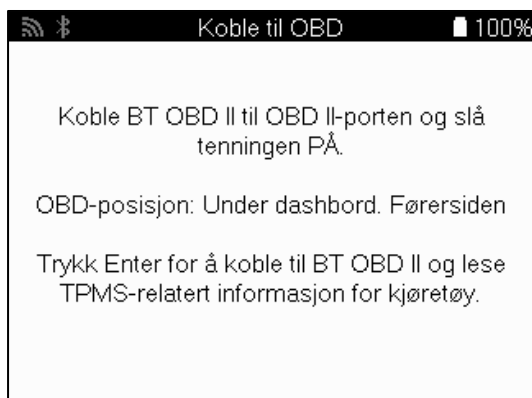 Koble til OBD
100%
Koble BT OBD II til OBD II-porten og slå
tenningen PÅ.
OBD-posisjon: Under dashbord. Førersiden
Trykk Enter for å koble til BT OBD II og lese
TPMS-relatert informasjon for kjøretøy.